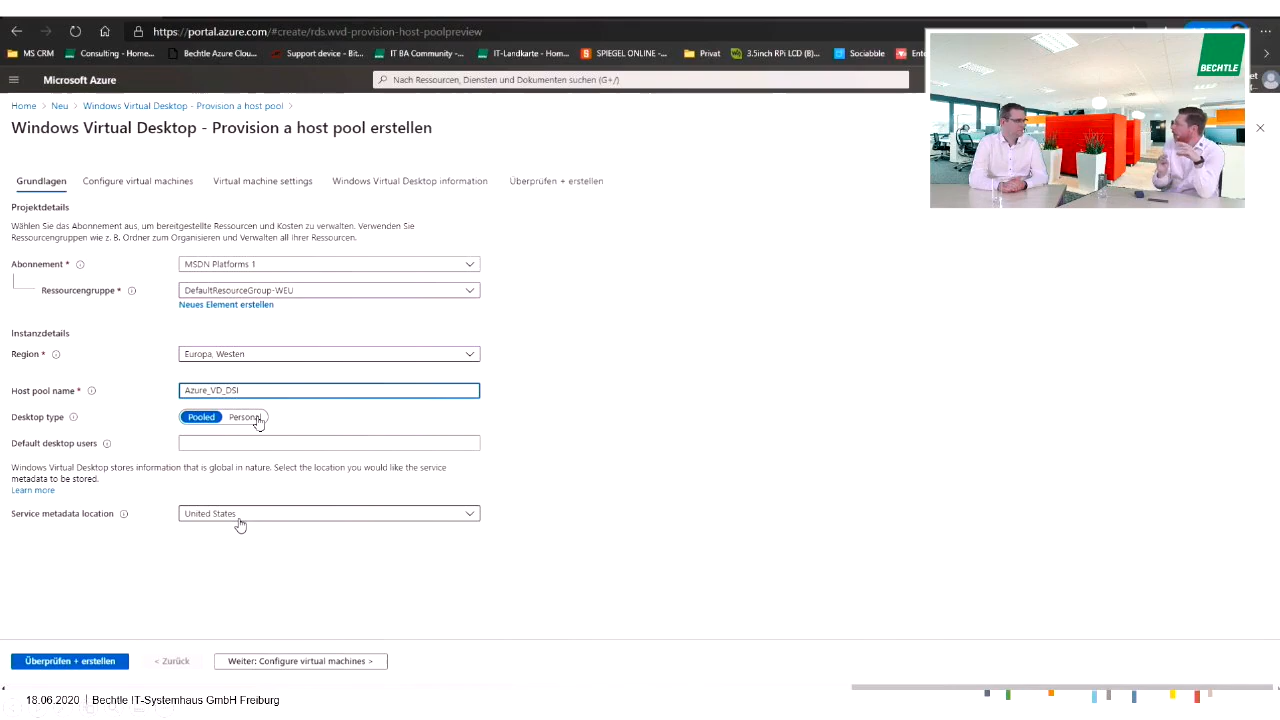 https://portal.azure.com/#create/rds.wvd-provision-host-poolpreview
MS CRM Consulting - Home... Bechtle Azure Cloud... Support device - Bit... IT BA Community -... IT-Landkarte - Hom... SPIEGEL ONLINE -... Privat 3.5inch RPi LCD (B)... Sociabble
BECHTLE
Microsoft Azure
Nach Ressourcen, Diensten und Dokumenten suchen (G+/)
Home > Neu > Windows Virtual Desktop - Provision a host pool >
Windows Virtual Desktop - Provision a host pool erstellen
Grundlagen Configure virtual machines Virtual machine settings Windows Virtual Desktop information Überprüfen + erstellen
Projektdetails
Wählen Sie das Abonnement aus, um bereitgestellte Ressourcen und Kosten zu verwalten. Verwenden Sie
Ressourcengruppen wie z. B. Ordner zum Organisieren und Verwalten all Ihrer Ressourcen.
Abonnement * MSDN Platforms 1
Ressourcengruppe * DefaultResourceGroup-WEU
Neues Element erstellen
Instanzdetails
Region * Europa, Westen
Host pool name * Azure_VD_DSI
Desktop type Pooled Personal
Default desktop users
Windows Virtual Desktop stores information that is global in nature. Select the location you would like the service
metadata to be stored.
Learn more
Service metadata location United States
Überprüfen + erstellen < Zurück Weiter: Configure virtual machines >
18.06.2020 | Bechtle IT-Systemhaus GmbH Freiburg